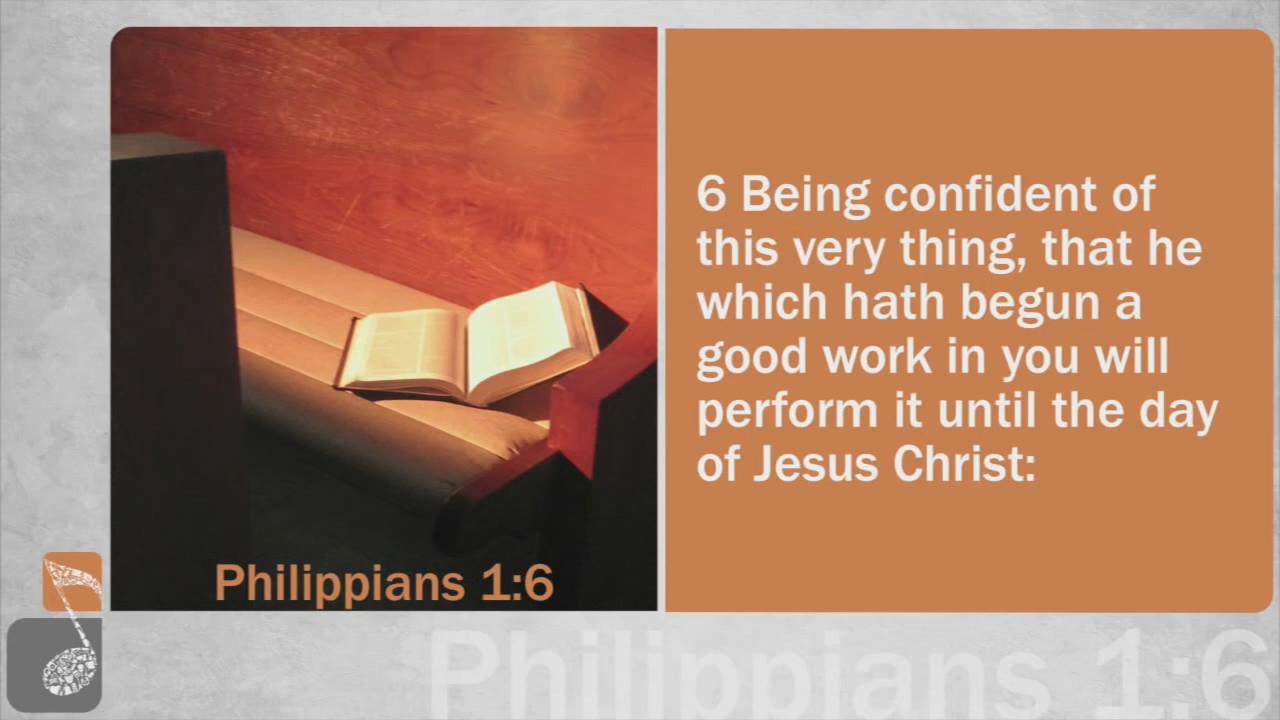 6 Being confident of
this very thing, that he
which hath begun a
good work in you will
perform it until the day
of Jesus Christ:
Philippians 1:6
Philippians 1:6